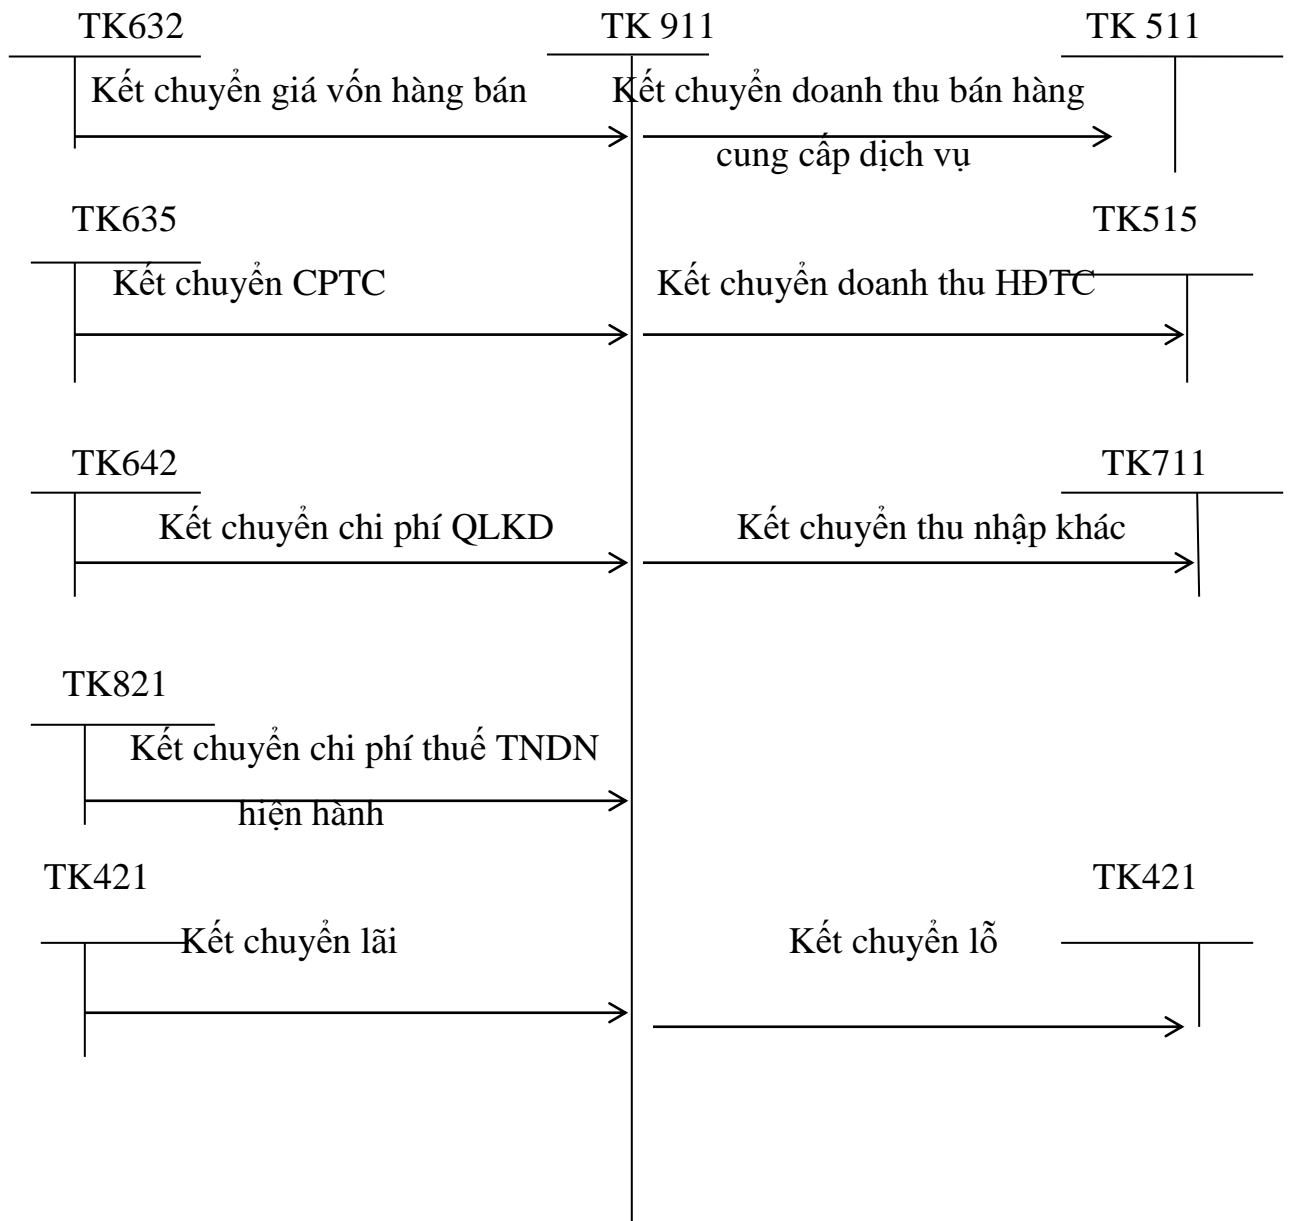 TK632
TK 911
TK 511
Kết chuyển giá vốn hàng bán
Kết chuyển doanh thu bán hàng
cung cấp dịch vụ
TK635
TK515
Kết chuyển CPTC
Kết chuyển doanh thu HĐTC
TK642
TK711
Kết chuyển chi phí QLKD
Kết chuyển thu nhập khác
TK821
Kết chuyển chi phí thuế TNDN
hiện hành
TK421
TK421
Kết chuyển lãi
Kết chuyển lỗ